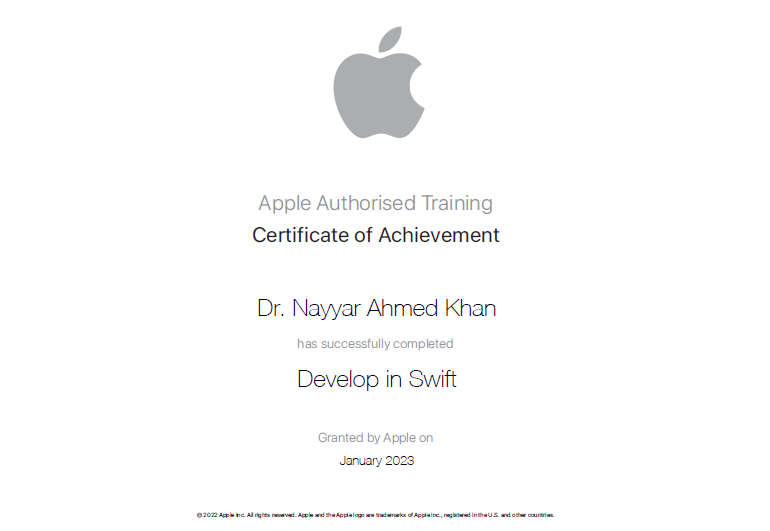 Apple Authorised Training
Certificate of Achievement
Dr. Nayyar Ahmed Khan
has successfully completed
Develop in Swift
Granted by Apple on
January 2023
© 2022 Apple Inc. All rights reserved. Apple and the Apple logo are trademarks of Apple Inc., registered in the U.S. and other countries.